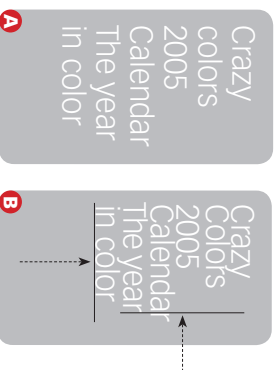 A
Crazy
colors
2005
Calendar
The year
in color
B
Crazy
Colors
2005
Calendar
The year
in color